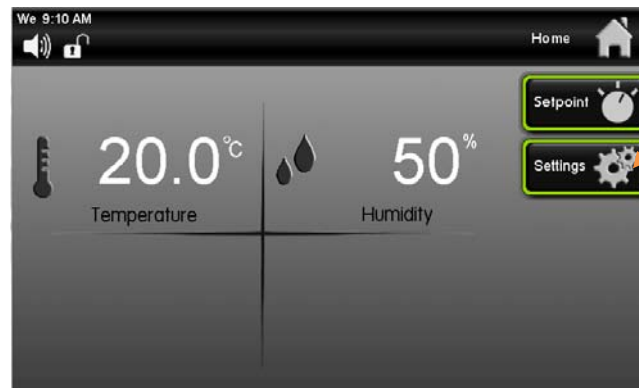 We 9:10 AM
Home
Setpoint
Settings
20.0°C
50%
Temperature
Humidity